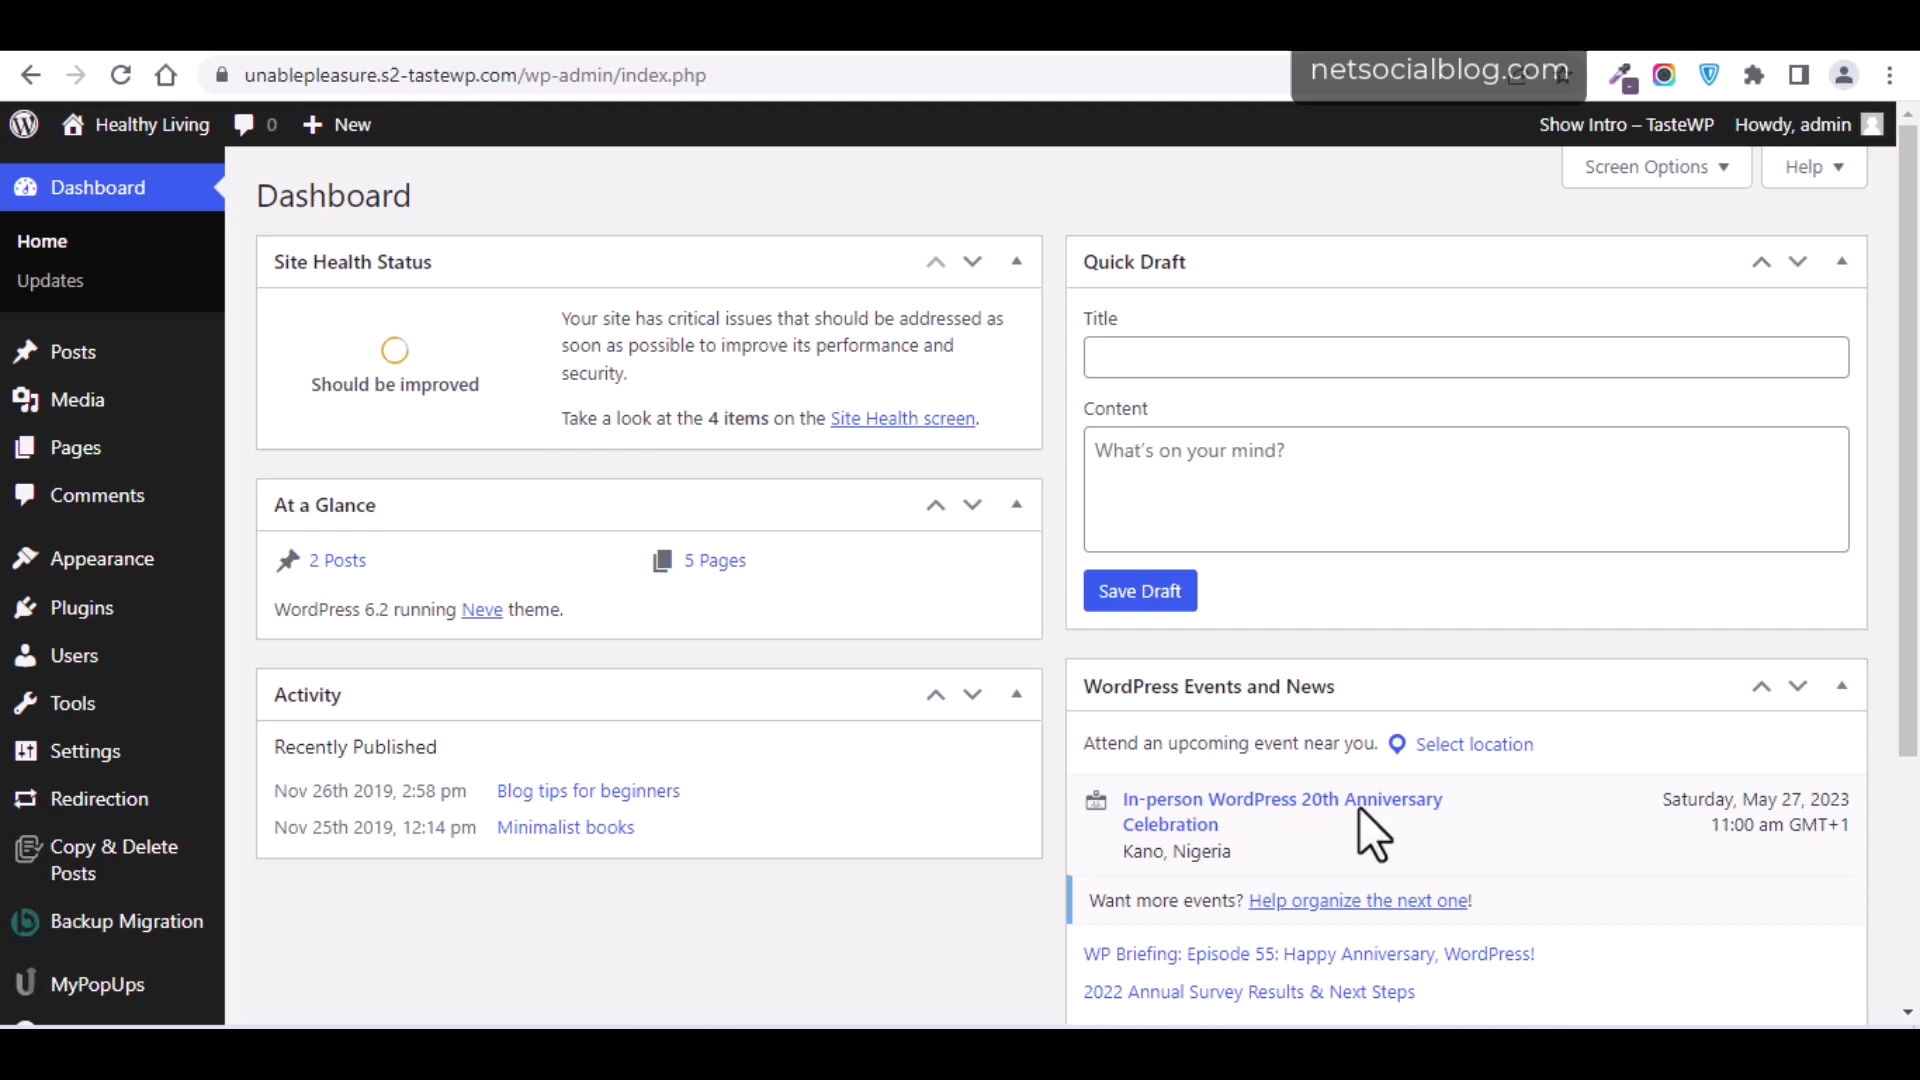 unablepleasure.s2-tastewp.com/wp-admin/index.php
netsocialblog.com
Healthy Living
0
New
Show Intro – TasteWP
Howdy, admin
Dashboard
Home
Updates
Posts
Media
Pages
Comments
Appearance
Plugins
Users
Tools
Settings
Redirection
Copy & Delete
Posts
Backup Migration
MyPopUps
Screen Options
Help
Dashboard
Site Health Status
Should be improved
Your site has critical issues that should be addressed as
soon as possible to improve its performance and
security.
Take a look at the 4 items on the Site Health screen.
At a Glance
2 Posts
5 Pages
WordPress 6.2 running Neve theme.
Activity
Recently Published
Nov 26th 2019, 2:58 pm Blog tips for beginners
Nov 25th 2019, 12:14 pm Minimalist books
Quick Draft
Title
Content
What's on your mind?
Save Draft
WordPress Events and News
Attend an upcoming event near you. Select location
In-person WordPress 20th Anniversary
Celebration
Kano, Nigeria
Saturday, May 27, 2023
11:00 am GMT+1
Want more events? Help organize the next one!
WP Briefing: Episode 55: Happy Anniversary, WordPress!
2022 Annual Survey Results & Next Steps